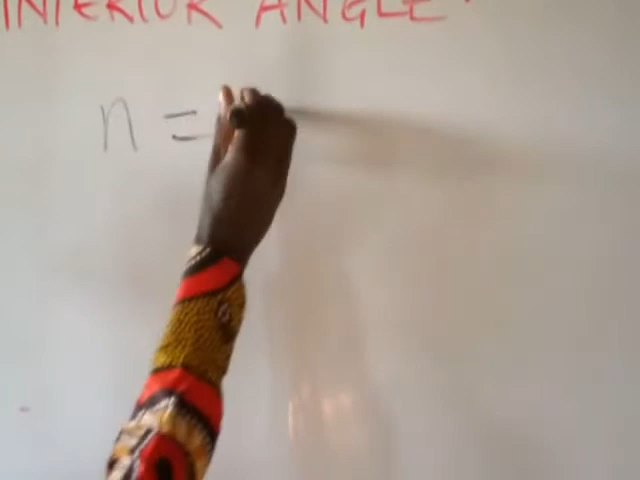 INTERIOR ANGLE.
n =